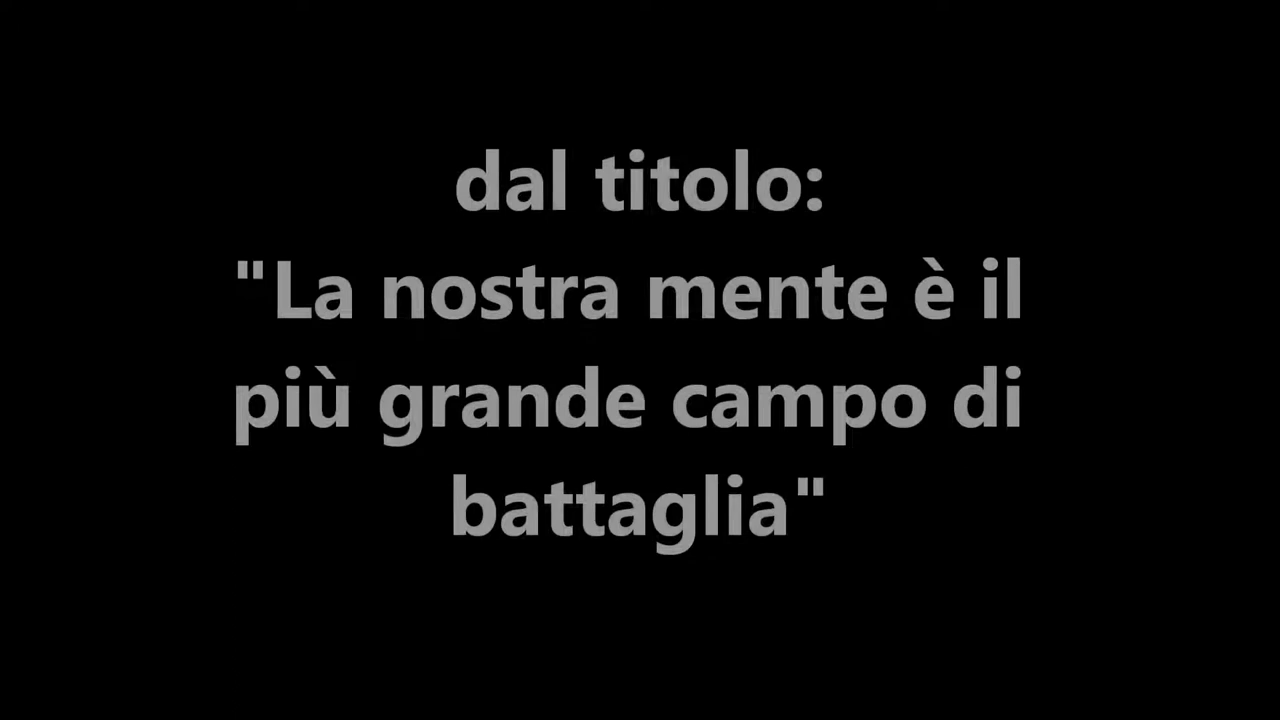 dal titolo:
"La nostra mente è il
più grande campo di
battaglia"